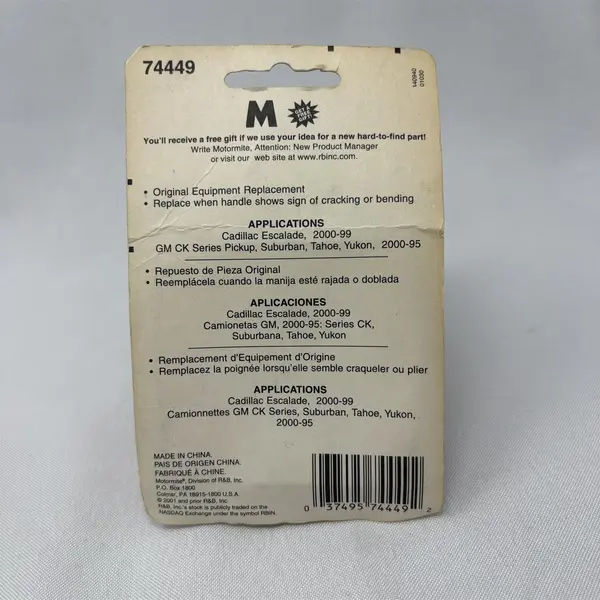 74449
140940
01030
M
You'll receive a free gift if we use your idea for a new hard-to-find part!
Write Motormite, Attention: New Product Manager
or visit our web site at www.rbinc.com.
• Original Equipment Replacement
• Replace when handle shows sign of cracking or bending
APPLICATIONS
Cadillac Escalade, 2000-99
GM CK Series Pickup, Suburban, Tahoe, Yukon, 2000-95
• Repuesto de Pieza Original
• Reemplácela cuando la manija esté rajada o doblada
APLICACIONES
Cadillac Escalade, 2000-99
Camionetas GM, 2000-95: Series CK,
Suburbana, Tahoe, Yukon
• Remplacement d'Equipement d'Origine
• Remplacez la poignée lorsqu'elle semble craqueler ou plier
APPLICATIONS
Cadillac Escalade, 2000-99
Camionnettes GM CK Series, Suburban, Tahoe, Yukon,
2000-95
MADE IN CHINA.
PAIS DE ORIGEN CHINA.
FABRIQUÉ À CHINE.
Motormite®, Division of R&B, Inc.
P.O. Box 1800
Colmar, PA 18915-1800 U.S.A.
© 2001 and prior R&B, Inc
R&B, Inc.'s stock is publicly traded on the
NASDAQ Exchange under the symbol RBIN.
0 37495 74449 2